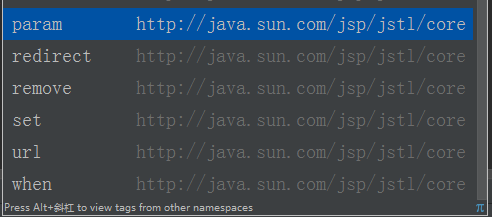 param http://java.sun.com/jsp/jstl/core
redirect http://java.sun.com/jsp/jstl/core
remove http://java.sun.com/jsp/jstl/core
set http://java.sun.com/jsp/jstl/core
url http://java.sun.com/jsp/jstl/core
when http://java.sun.com/jsp/jstl/core
Press Alt+斜杠 to view tags from other namespaces π